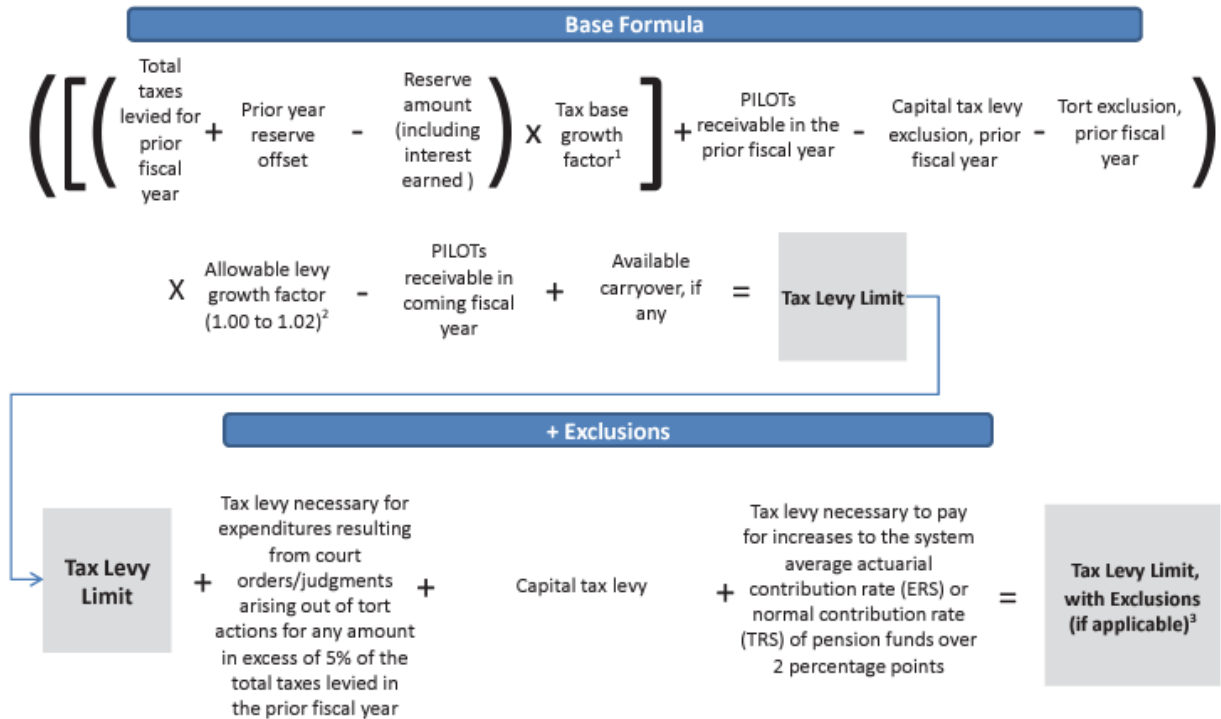 Base Formula
( [ ( Total taxes levied for prior fiscal year + Prior year reserve offset - Reserve amount (including interest earned ) ) X Tax base growth factor¹ ] + PILOTs receivable in the prior fiscal year - Capital tax levy exclusion, prior fiscal year - Tort exclusion, prior fiscal year )
X Allowable levy growth factor (1.00 to 1.02)² - PILOTs receivable in coming fiscal year + Available carryover, if any = Tax Levy Limit
+ Exclusions
Tax Levy Limit + Tax levy necessary for expenditures resulting from court orders/judgments arising out of tort actions for any amount in excess of 5% of the total taxes levied in the prior fiscal year + Capital tax levy + Tax levy necessary to pay for increases to the system average actuarial contribution rate (ERS) or normal contribution rate (TRS) of pension funds over 2 percentage points = Tax Levy Limit, with Exclusions (if applicable)³